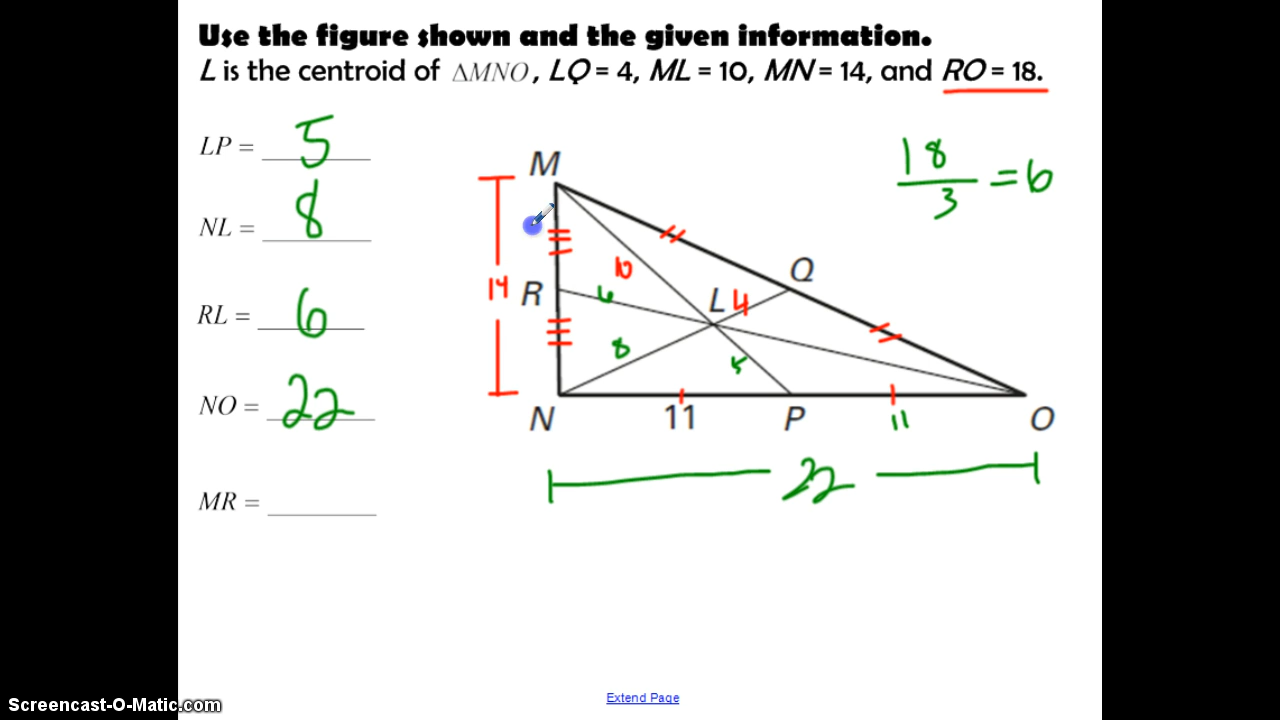 Use the figure shown and the given information.
L is the centroid of ΔMNO, LQ = 4, ML = 10, MN = 14, and RO = 18.
LP = 5
NL = 8
RL = 6
NO = 22
MR = 
18
3
= 6
M
Q
14
R
10
6
L
4
8
5
N
11
P
11
O
22
Extend Page
Screencast-O-Matic.com